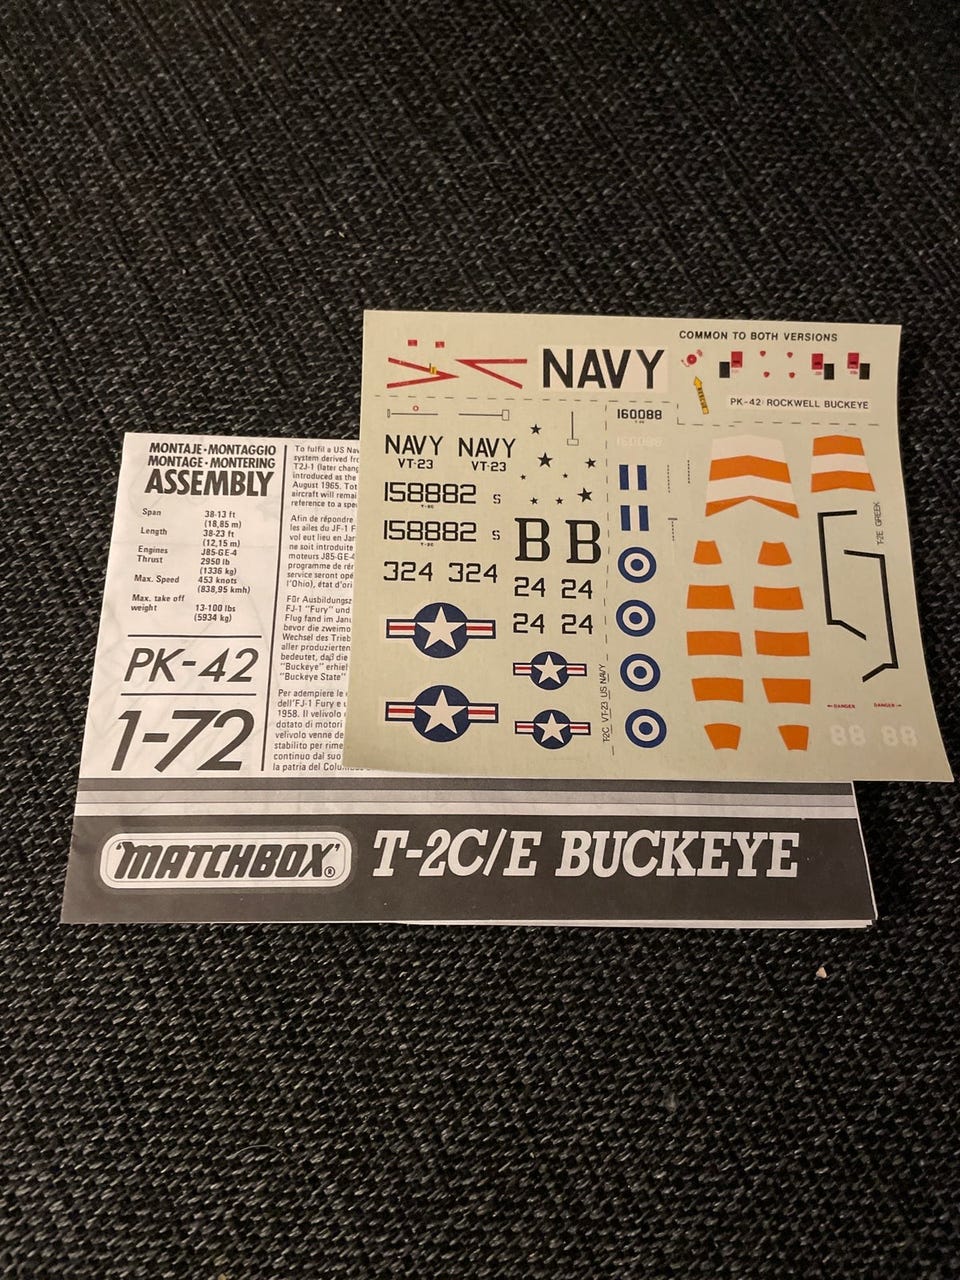 MONTAJE·MONTAGGIO
MONTAGE·MONTERING
ASSEMBLY
Span 38-13 ft
(18,85 m)
Length 38-23 ft
(12,15 m)
Engines J85-GE-4
Thrust 2950 lb
(1336 kg)
Max. Speed 453 knots
(838,95 kmh)
Max. take off
weight 13-100 lbs
(5934 kg)
PK-42
1-72
To fulfil a US Nav
system derived fr
T2J-1 (later chang
introduced as the
August 1965. Tot
aircraft will remai
reference to a spe
Afin de répondre
les ailes du JF-1 F
vol eut lieu en Jan
ne soit introduite
moteurs J85-GE-4
programme de ré
service seront opé
l'Ohio), état d'ori
Für Ausbildungsz
FJ-1 "Fury" und
Flug fand im Janu
bevor die zweimo
Wechsel des Trieb
aller produzierten
bedeutet, daß die
"Buckeye" erhiel
"Buckeye State"
Per adempiere le
dell'FJ-1 Fury e u
1958. Il velivolo
dotato di motori
velivolo venne de
stabilito per rime
continuo dal suo
la patria del Colu
'MATCHBOX'®
T-2C/E BUCKEYE
COMMON TO BOTH VERSIONS
NAVY
RESCUE
PK-42: ROCKWELL BUCKEYE
160088
T-2E
160088
NAVY NAVY
VT-23 VT-23
158882 S
T-2C
158882 S
T-2C
B B
324 324
24 24
24 24
T-2C VT-23 US NAVY
T-2E GREEK
DANGER DANGER
88 88